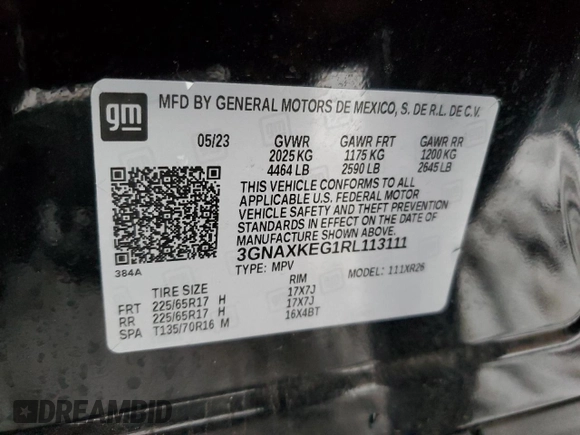 gm
MFD BY GENERAL MOTORS DE MEXICO, S. DE R.L. DE C.V.
05/23 GVWR GAWR FRT GAWR RR
2025 KG 1175 KG 1200 KG
4464 LB 2590 LB 2645 LB
THIS VEHICLE CONFORMS TO ALL
APPLICABLE U.S. FEDERAL MOTOR
VEHICLE SAFETY AND THEFT PREVENTION
STANDARDS IN EFFECT ON THE DATE OF
MANUFACTURE SHOWN ABOVE.
384A
3GNAXKEG1RL113111
TYPE: MPV MODEL: 111XR26
TIRE SIZE RIM
FRT 225/65R17 H 17X7J
RR 225/65R17 H 17X7J
SPA T135/70R16 M 16X4BT
DREAMBID